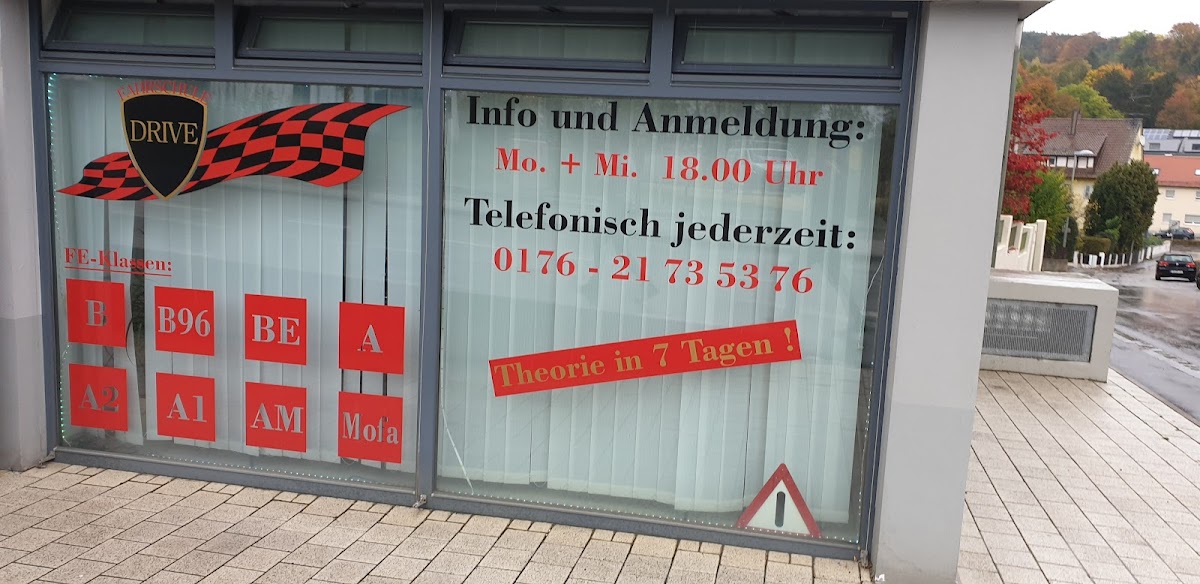 FAHRSCHULE
DRIVE
FE-Klassen:
B
B96
BE
A
A2
A1
AM
Mofa
Info und Anmeldung:
Mo. + Mi. 18.00 Uhr
Telefonisch jederzeit:
0176 - 21 73 53 76
Theorie in 7 Tagen !